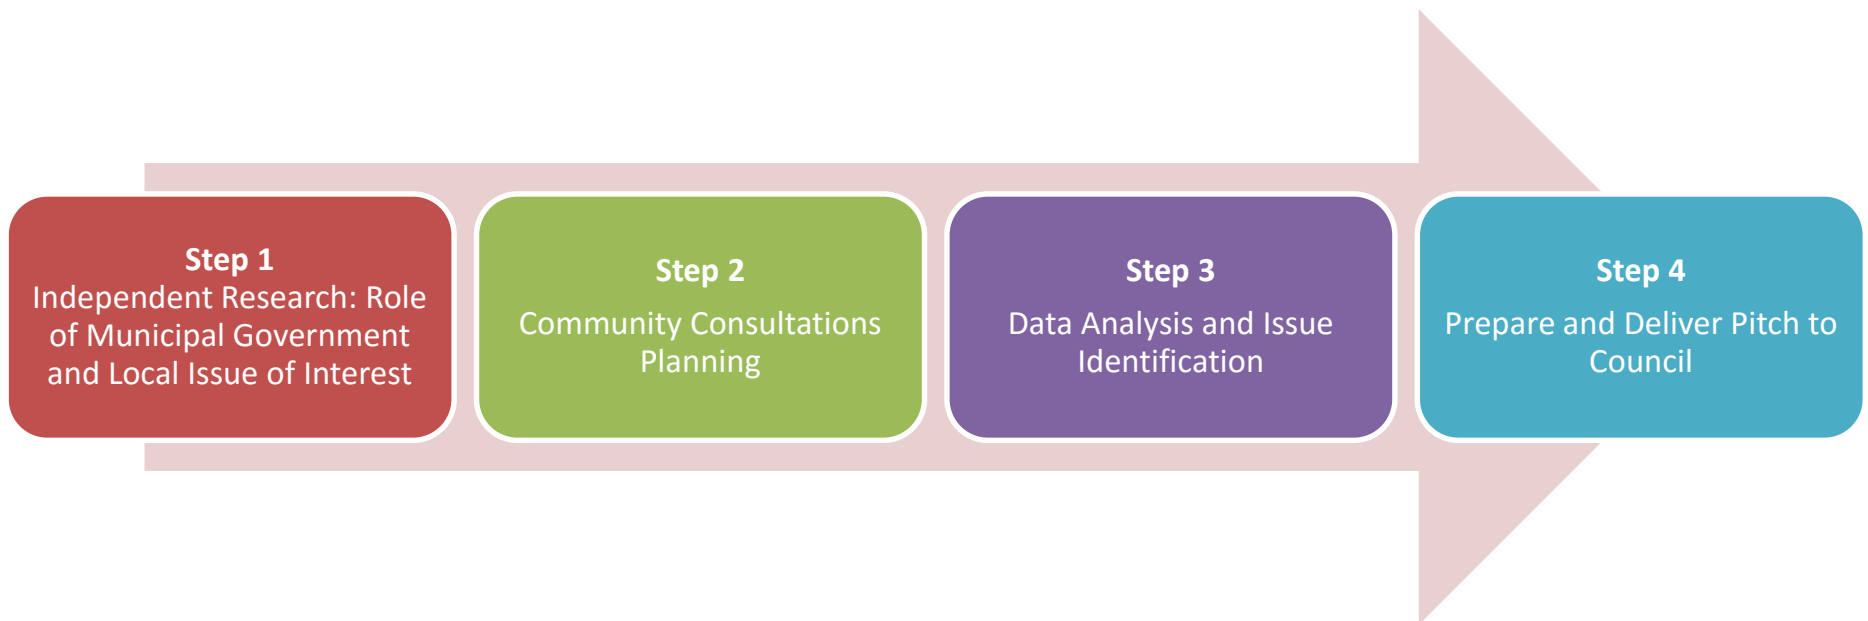 Step 1
Independent Research: Role
of Municipal Government
and Local Issue of Interest
Step 2
Community Consultations
Planning
Step 3
Data Analysis and Issue
Identification
Step 4
Prepare and Deliver Pitch to
Council